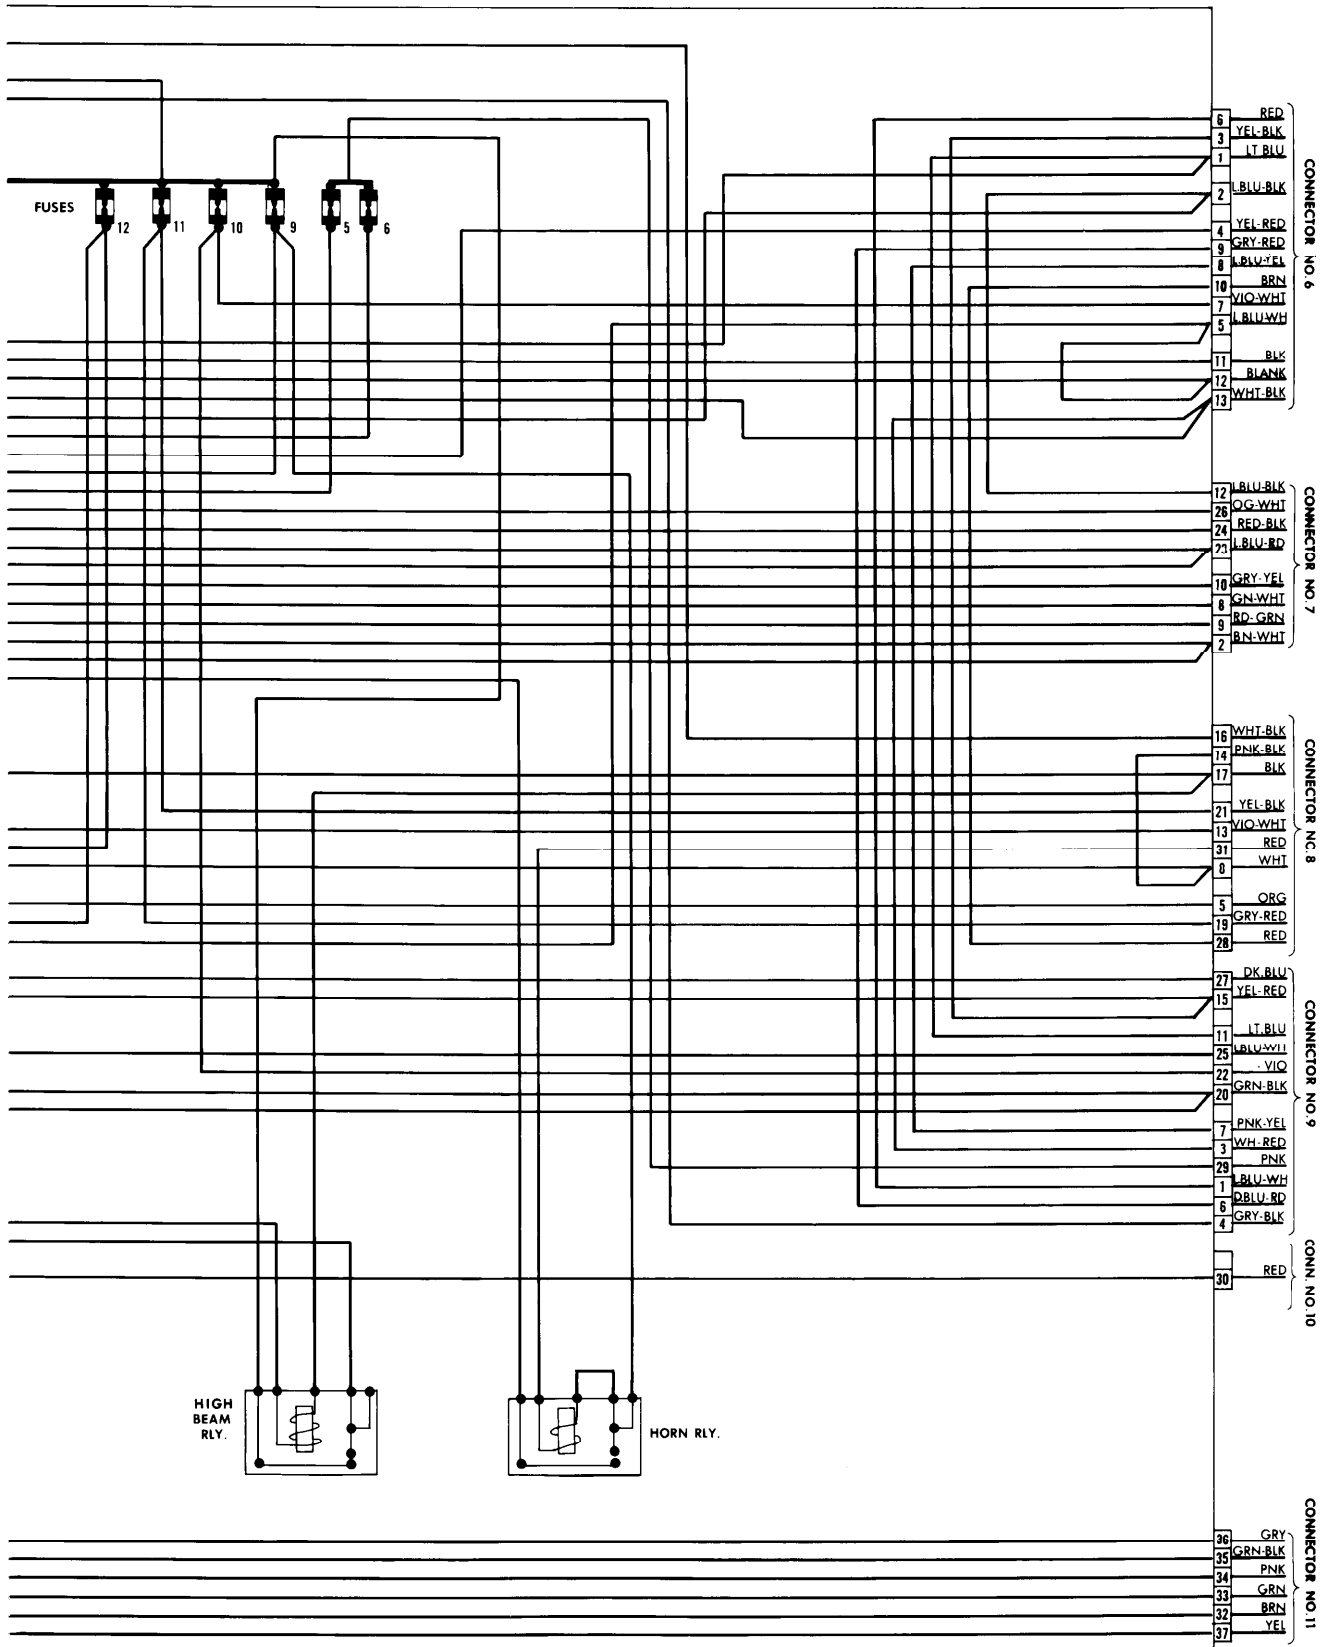 FUSES
12
11
10
9
5
6
6 RED
3 YEL-BLK
1 LT BLU
2 L.BLU-BLK
4 YEL-RED
9 GRY-RED
8 L.BLU-YEL
10 BRN
7 VIO-WHT
5 L.BLU-WH
11 BLK
12 BLANK
13 WHT-BLK
CONNECTOR NO.6
12 LBLU-BLK
26 OG-WHT
24 RED-BLK
23 L.BLU-RD
10 GRY-YEL
8 GN-WHT
9 RD-GRN
2 BN-WHT
CONNECTOR NO.7
16 WHT-BLK
14 PNK-BLK
17 BLK
21 YEL-BLK
13 VIO-WHT
31 RED
8 WHT
5 ORG
19 GRY-RED
28 RED
CONNECTOR NC.8
27 DK.BLU
15 YEL-RED
11 LT.BLU
25 LBLU-WH
22 VIO
20 GRN-BLK
7 PNK-YEL
3 WH-RED
29 PNK
1 LBLU-WH
6 D.BLU-RD
4 GRY-BLK
CONNECTOR NO.9
30 RED
CONN. NO.10
HIGH
BEAM
RLY.
HORN RLY.
36 GRY
35 GRN-BLK
34 PNK
33 GRN
32 BRN
37 YEL
CONNECTOR NO.11